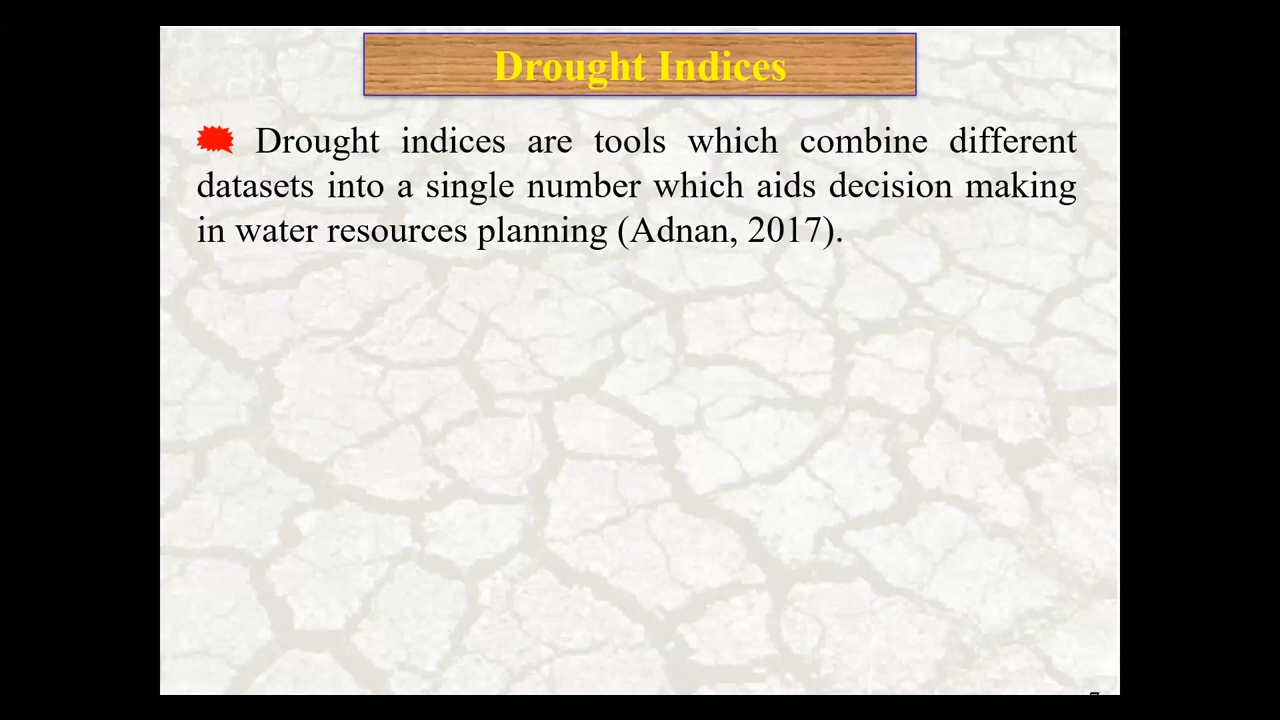 Drought Indices
Drought indices are tools which combine different
datasets into a single number which aids decision making
in water resources planning (Adnan, 2017).